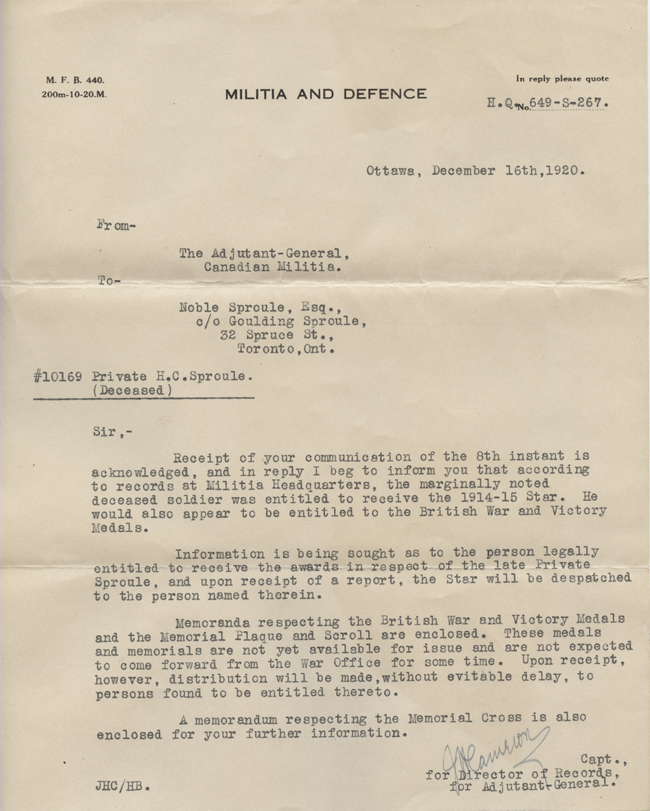 M. F. B. 440.
200m-10-20.M.
MILITIA AND DEFENCE
In reply please quote
H.Q. No. 649-S-267.
Ottawa, December 16th,1920.
From-
The Adjutant-General,
Canadian Militia.
To-
Noble Sproule, Esq.,
c/o Goulding Sproule,
32 Spruce St.,
Toronto,Ont.
#10169 Private H.C.Sproule.
(Deceased)
Sir,-
Receipt of your communication of the 8th instant is
acknowledged, and in reply I beg to inform you that according
to records at Militia Headquarters, the marginally noted
deceased soldier was entitled to receive the 1914-15 Star. He
would also appear to be entitled to the British War and Victory
Medals.
Information is being sought as to the person legally
entitled to receive the awards in respect of the late Private
Sproule, and upon receipt of a report, the Star will be despatched
to the person named therein.
Memoranda respecting the British War and Victory Medals
and the Memorial Plaque and Scroll are enclosed. These medals
and memorials are not yet available for issue and are not expected
to come forward from the War Office for some time. Upon receipt,
however, distribution will be made,without evitable delay, to
persons found to be entitled thereto.
A memorandum respecting the Memorial Cross is also
enclosed for your further information.
Cameron
Capt.,
for Director of Records,
for Adjutant-General.
JHC/HB.